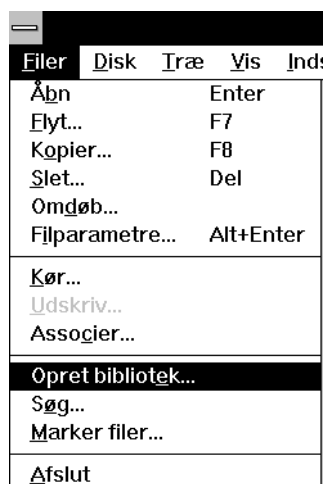 Filer Disk Træ Vis Inds
Åbn Enter
Flyt... F7
Kopier... F8
Slet... Del
Omdøb...
Filparametre... Alt+Enter
Kør...
Udskriv...
Associer...
Opret bibliotek...
Søg...
Marker filer...
Afslut